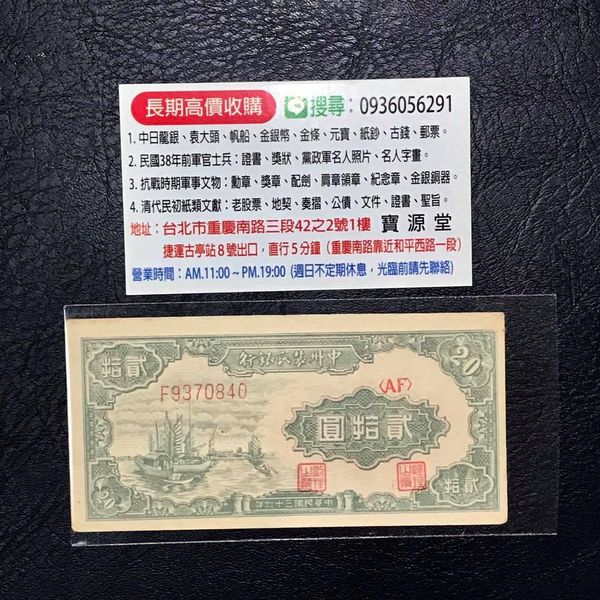 長期高價收購 搜尋：0936056291
1. 中日龍銀、袁大頭、帆船、金銀幣、金條、元寶、紙鈔、古錢、郵票。
2. 民國38年前軍官士兵：證書、獎狀、黨政軍名人照片、名人字畫。
3. 抗戰時期軍事文物：勳章、獎章、配劍、肩章領章、紀念章、金銀銅器。
4. 清代民初紙類文獻：老股票、地契、奏摺、公債、文件、證書、聖旨。
地址：台北市重慶南路三段42之2號1樓 寶源堂
捷運古亭站8號出口，直行5分鐘（重慶南路靠近和平西路一段）
營業時間：AM.11:00～PM.19:00 (週日不定期休息，光臨前請先聯絡)
行銀民農州中
拾貳
20
F9370840
〈AF〉
圓拾貳
20
拾貳
年六十二國民華中